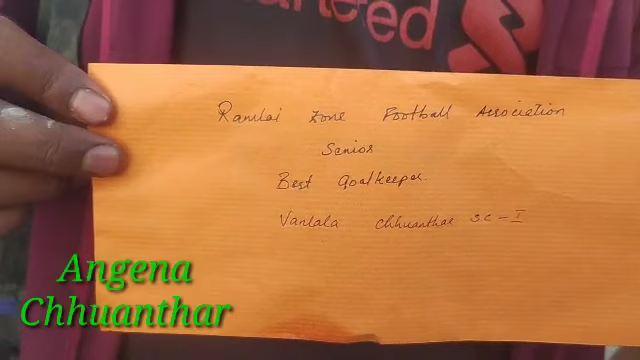 Ramlai Zone Football Association
Senior
Best Goalkeeper
Vanlala Chhuanthar SC - I
Angena
Chhuanthar